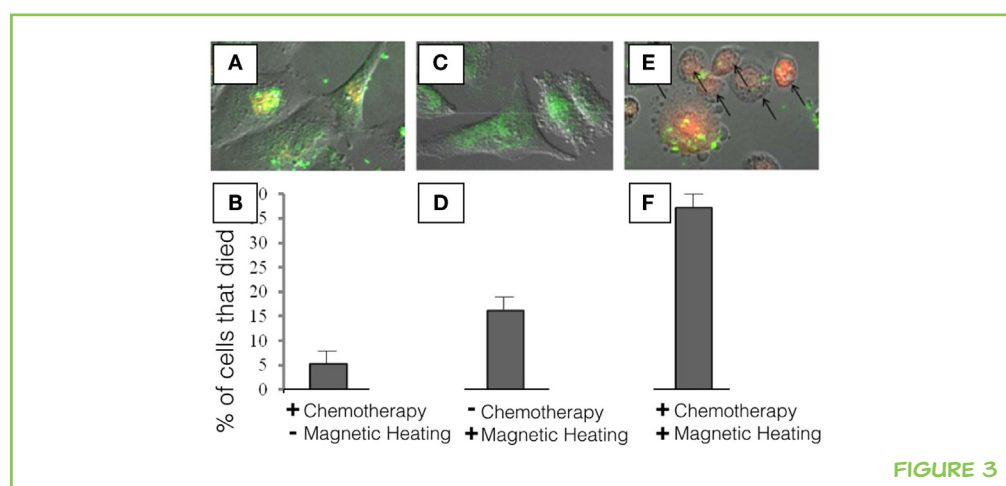 A
C
E
B
D
F
0
35
30
25
20
15
10
5
0
% of cells that died
+ Chemotherapy
- Magnetic Heating
- Chemotherapy
+ Magnetic Heating
+ Chemotherapy
+ Magnetic Heating
FIGURE 3